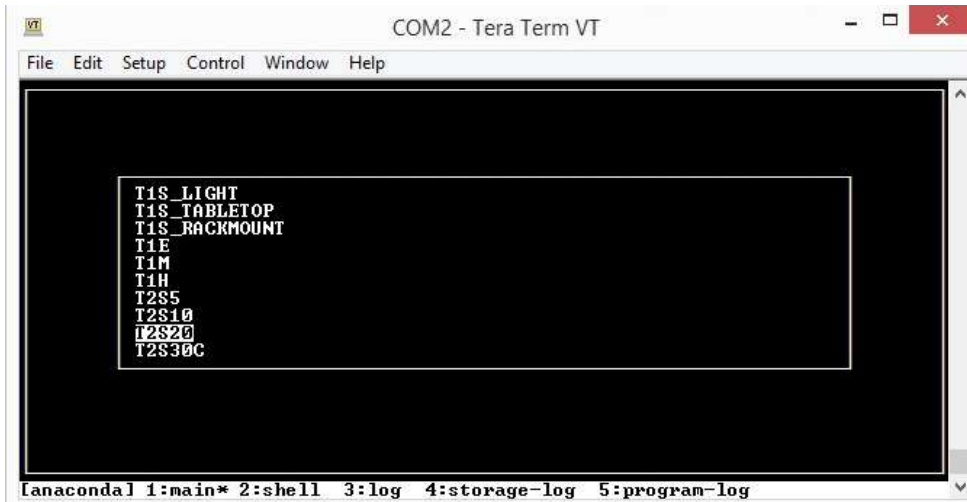 VT
COM2 - Tera Term VT
File Edit Setup Control Window Help
T1S_LIGHT
T1S_TABLETOP
T1S_RACKMOUNT
T1E
T1M
T1H
T2S5
T2S10
T2S20
T2S30C
[anaconda] 1:main* 2:shell 3:log 4:storage-log 5:program-log